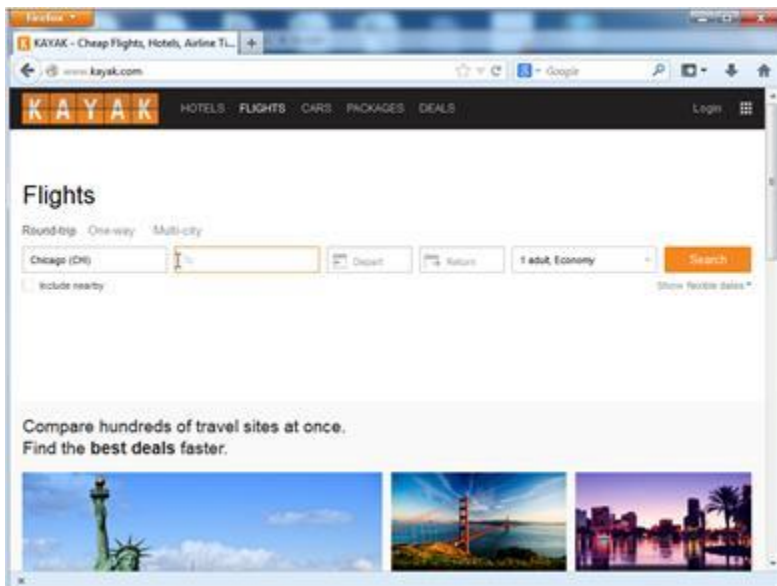 Firefox
KAYAK - Cheap Flights, Hotels, Airline Ti...
www.kayak.com
Google
KAYAK
HOTELS FLIGHTS CARS PACKAGES DEALS
Login
Flights
Round-trip One-way Multi-city
Chicago (CHI) To Depart Return 1 adult, Economy Search
Include nearby
Show flexible dates
Compare hundreds of travel sites at once.
Find the best deals faster.